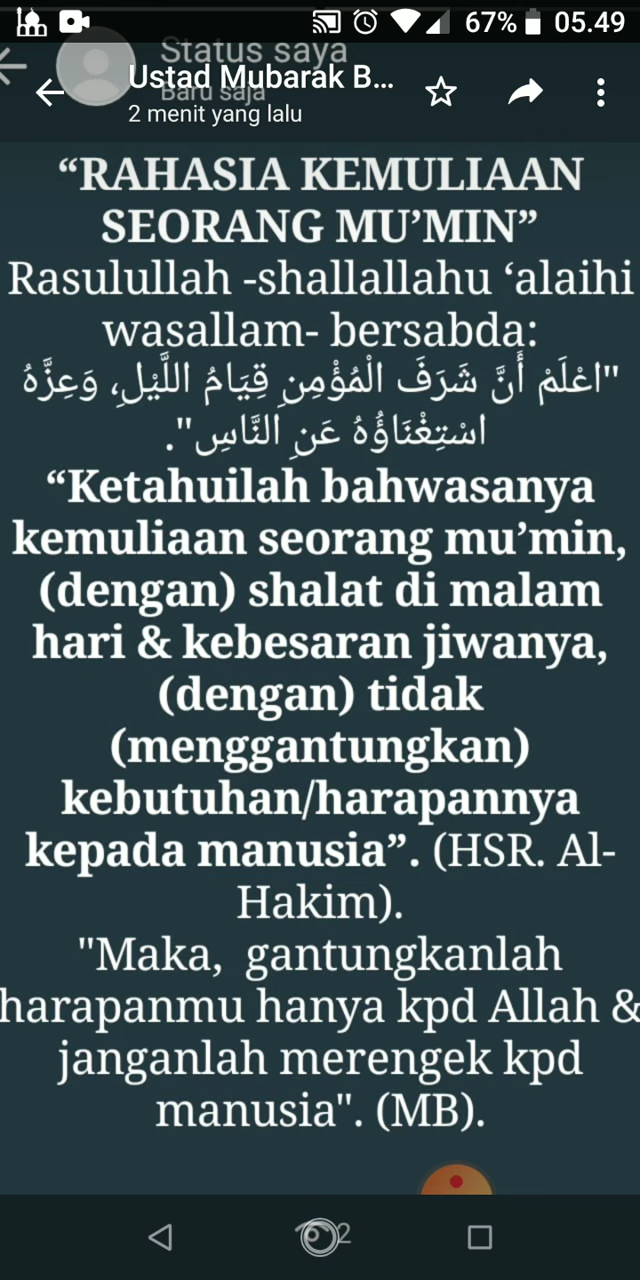 67% 05.49
Status saya
Ustad Mubarak B...
Baru saja
2 menit yang lalu
“RAHASIA KEMULIAAN
SEORANG MU’MIN”
Rasulullah -shallallahu ‘alaihi
wasallam- bersabda:
"اعْلَمْ أَنَّ شَرَفَ الْمُؤْمِنِ قِيَامُ اللَّيْلِ، وَعِزَّهُ
اسْتِغْنَاؤُهُ عَنِ النَّاسِ".
“Ketahuilah bahwasanya
kemuliaan seorang mu’min,
(dengan) shalat di malam
hari & kebesaran jiwanya,
(dengan) tidak
(menggantungkan)
kebutuhan/harapannya
kepada manusia”. (HSR. Al-
Hakim).
"Maka,  gantungkanlah
harapanmu hanya kpd Allah &
janganlah merengek kpd
manusia". (MB).
2